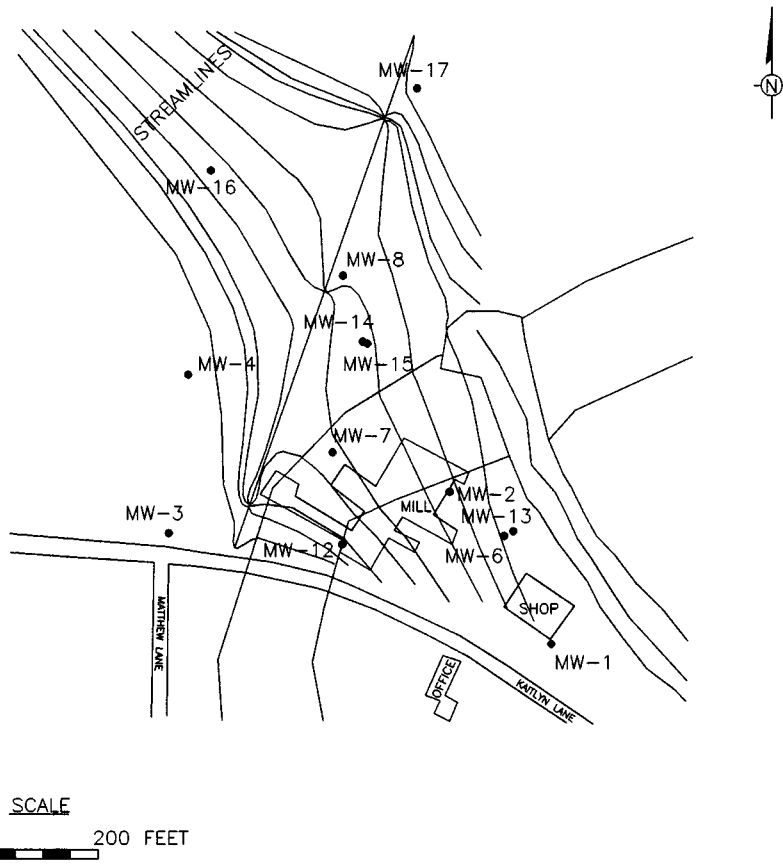 MW-17
N
STREAMLINES
MW-16
MW-8
MW-14
MW-15
MW-4
MW-7
MW-2
MILL
MW-13
MW-3
MW-12
MW-6
SHOP
MATTHEW LANE
MW-1
OFFICE
KAITLYN LANE
SCALE
200 FEET